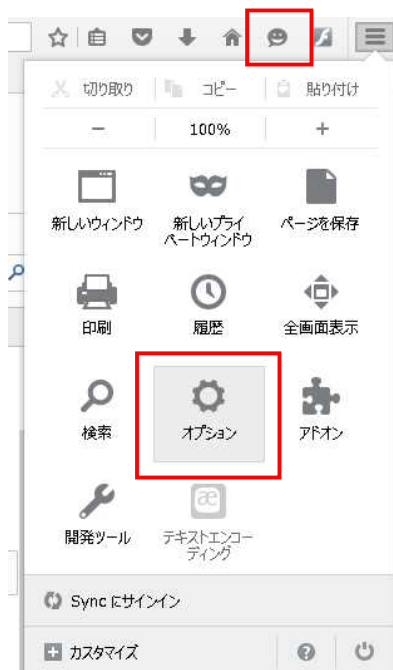 切り取り コピー 貼り付け
− 100% +
新しいウィンドウ 新しいプライ ページを保存
ベートウィンドウ
印刷 履歴 全画面表示
検索 オプション アドオン
開発ツール テキストエンコー
ディング
Sync にサインイン
カスタマイズ